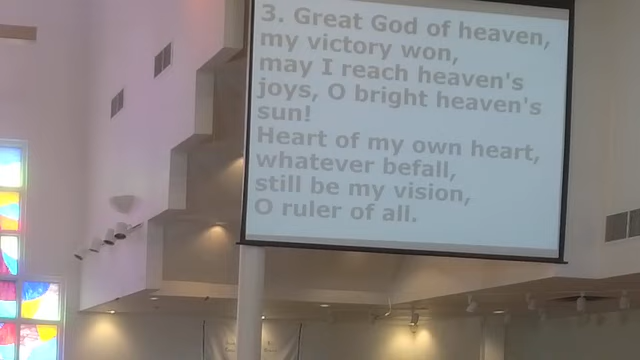 3. Great God of heaven,
my victory won,
may I reach heaven's
joys, O bright heaven's
sun!
Heart of my own heart,
whatever befall,
still be my vision,
O ruler of all.